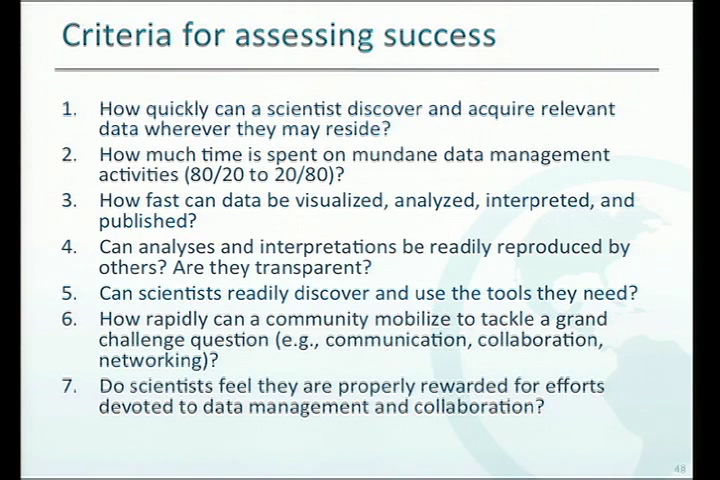 Criteria for assessing success
1. How quickly can a scientist discover and acquire relevant
data wherever they may reside?
2. How much time is spent on mundane data management
activities (80/20 to 20/80)?
3. How fast can data be visualized, analyzed, interpreted, and
published?
4. Can analyses and interpretations be readily reproduced by
others? Are they transparent?
5. Can scientists readily discover and use the tools they need?
6. How rapidly can a community mobilize to tackle a grand
challenge question (e.g., communication, collaboration,
networking)?
7. Do scientists feel they are properly rewarded for efforts
devoted to data management and collaboration?
48